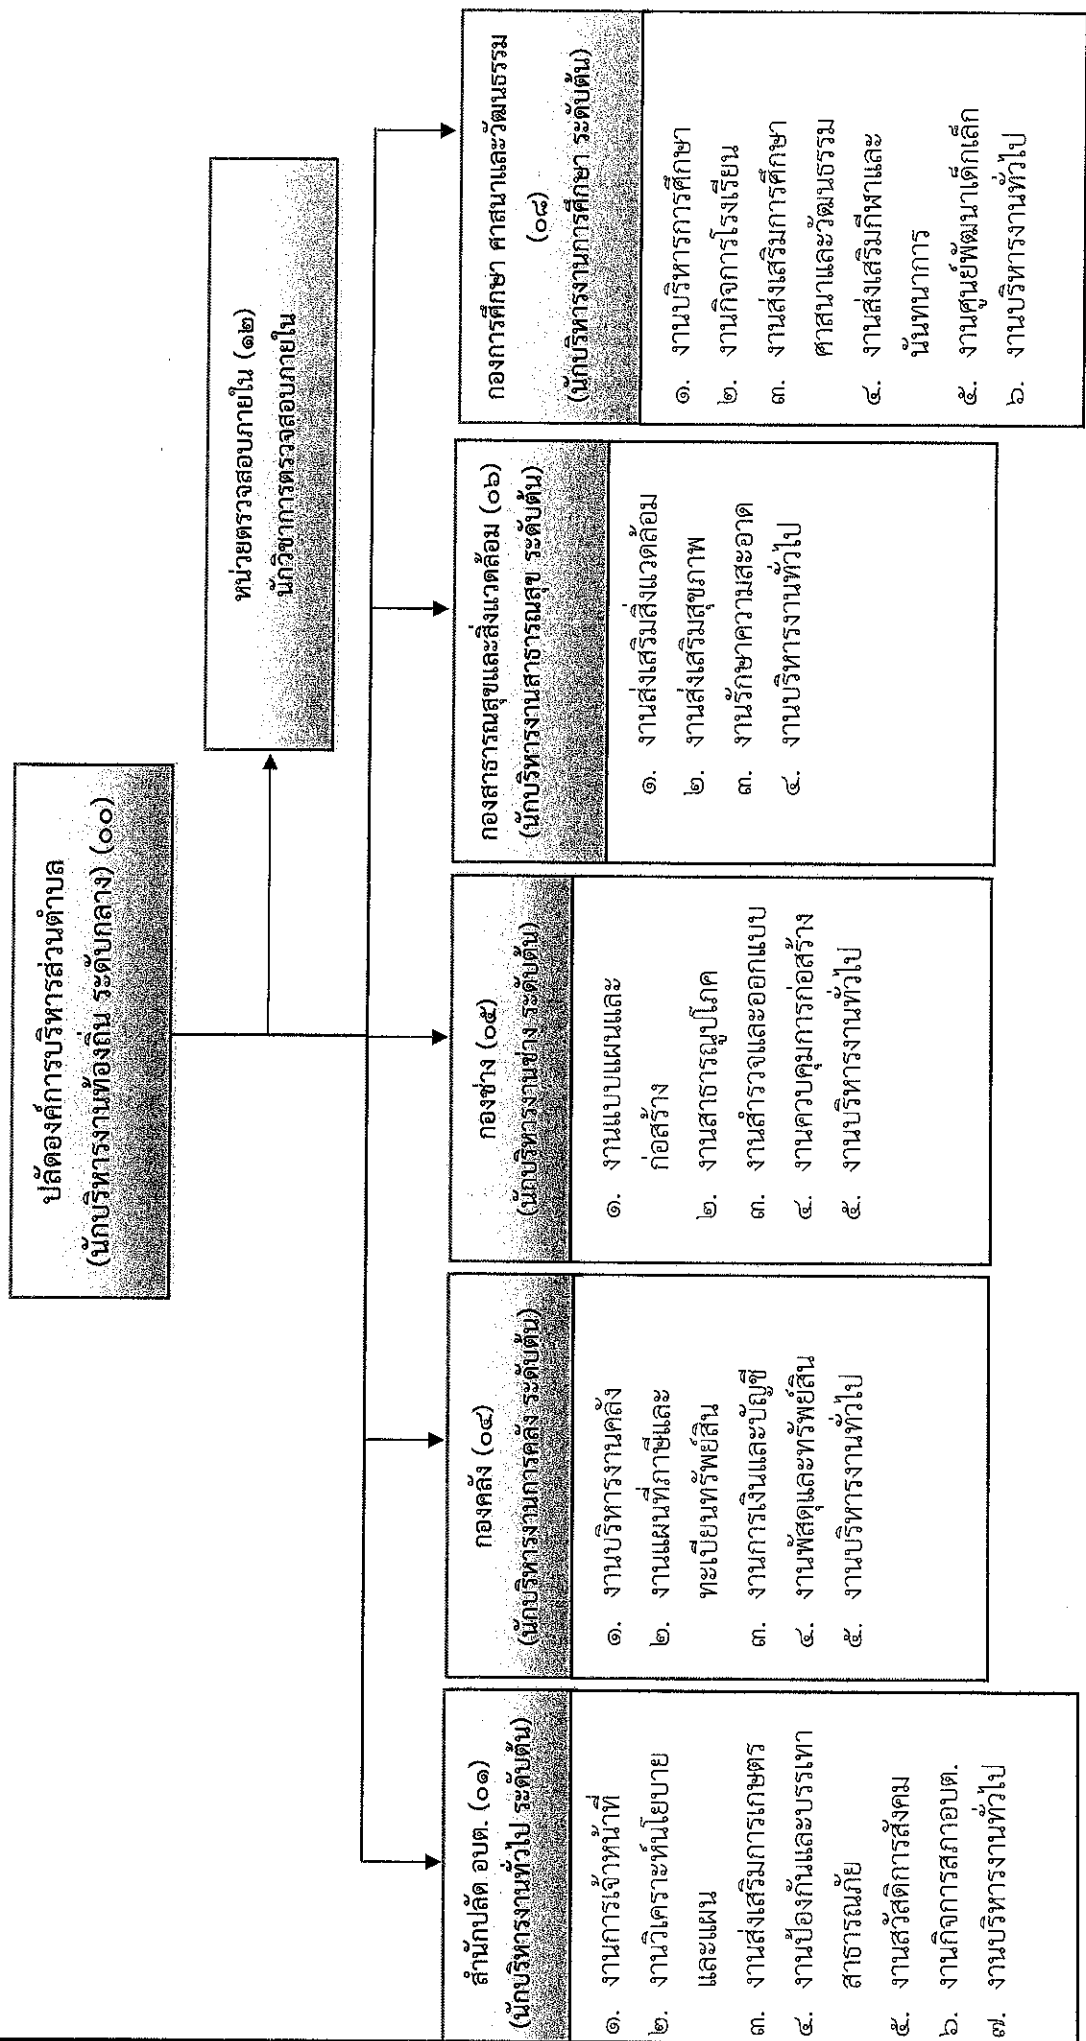 ปลัดองค์การบริหารส่วนตำบล
(นักบริหารงานท้องถิ่น ระดับกลาง) (๐๐)
หน่วยตรวจสอบภายใน (๑๒)
นักวิชาการตรวจสอบภายใน
สำนักปลัด อบต. (๐๑)
(นักบริหารงานทั่วไป ระดับต้น)
๑. งานการเจ้าหน้าที่
๒. งานวิเคราะห์นโยบาย
และแผน
๓. งานส่งเสริมการเกษตร
๔. งานป้องกันและบรรเทา
สาธารณภัย
๕. งานสวัสดิการสังคม
๖. งานกิจการสภาอบต.
๗. งานบริหารงานทั่วไป
กองคลัง (๐๔)
(นักบริหารงานการคลัง ระดับต้น)
๑. งานบริหารงานคลัง
๒. งานแผนที่ภาษีและ
ทะเบียนทรัพย์สิน
๓. งานการเงินและบัญชี
๔. งานพัสดุและทรัพย์สิน
๕. งานบริหารงานทั่วไป
กองช่าง (๐๕)
(นักบริหารงานช่าง ระดับต้น)
๑. งานแบบแผนและ
ก่อสร้าง
๒. งานสาธารณูปโภค
๓. งานสำรวจและออกแบบ
๔. งานควบคุมการก่อสร้าง
๕. งานบริหารงานทั่วไป
กองสาธารณสุขและสิ่งแวดล้อม (๐๖)
(นักบริหารงานสาธารณสุข ระดับต้น)
๑. งานส่งเสริมสิ่งแวดล้อม
๒. งานส่งเสริมสุขภาพ
๓. งานรักษาความสะอาด
๔. งานบริหารงานทั่วไป
กองการศึกษา ศาสนาและวัฒนธรรม
(๐๘)
(นักบริหารงานการศึกษา ระดับต้น)
๑. งานบริหารการศึกษา
๒. งานกิจการโรงเรียน
๓. งานส่งเสริมการศึกษา
ศาสนาและวัฒนธรรม
๔. งานส่งเสริมกีฬาและ
นันทนาการ
๕. งานศูนย์พัฒนาเด็กเล็ก
๖. งานบริหารงานทั่วไป